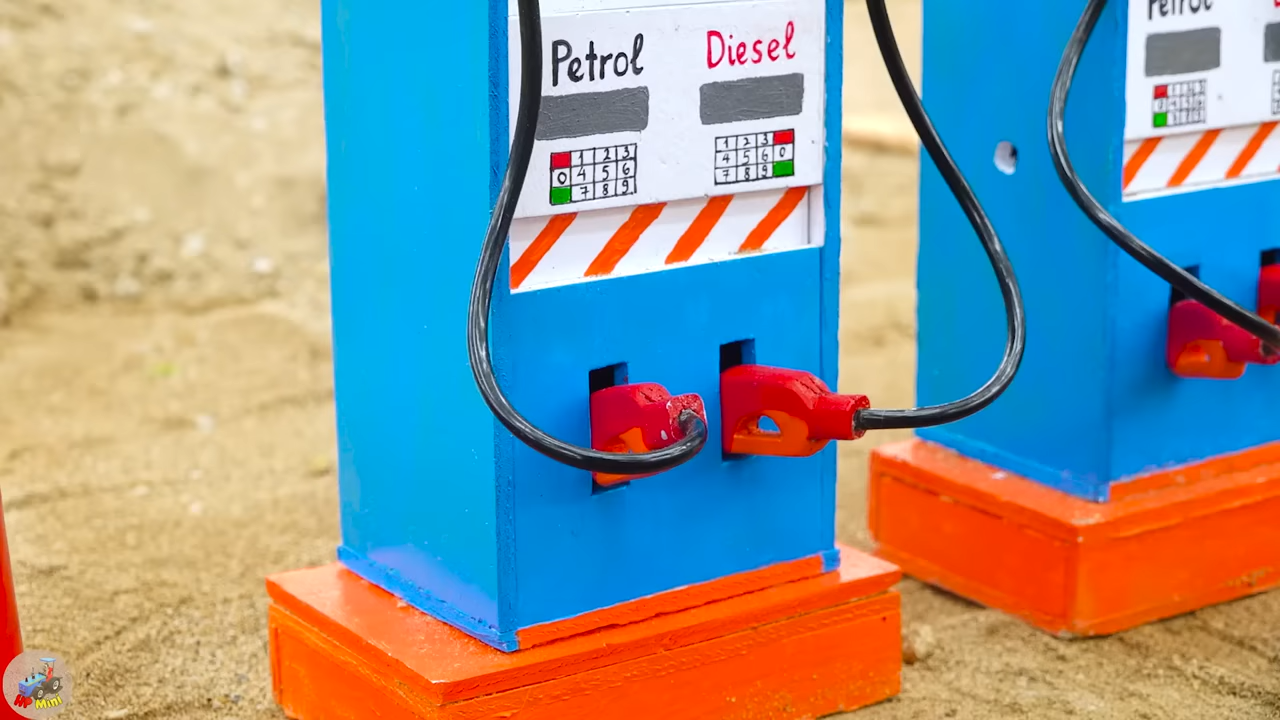 Petrol Diesel
1 2 3
0 4 5 6
7 8 9
1 2 3
4 5 6 0
7 8 9
Petrol
HP Mini